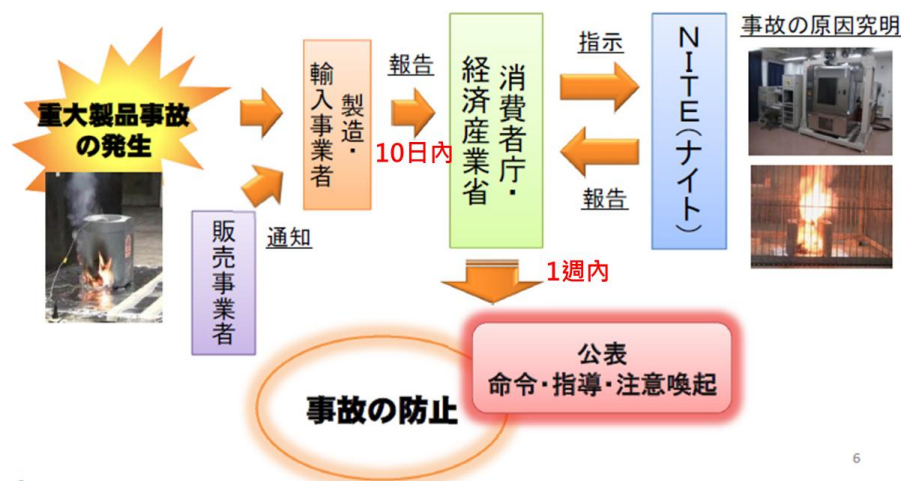 重大製品事故
の発生
製造・
輸入事業者
報告
10日內
販売事業者
通知
消費者庁・
経済産業省
指示
報告
NITE(ナイト)
事故の原因究明
1週內
公表
命令・指導・注意喚起
事故の防止
6